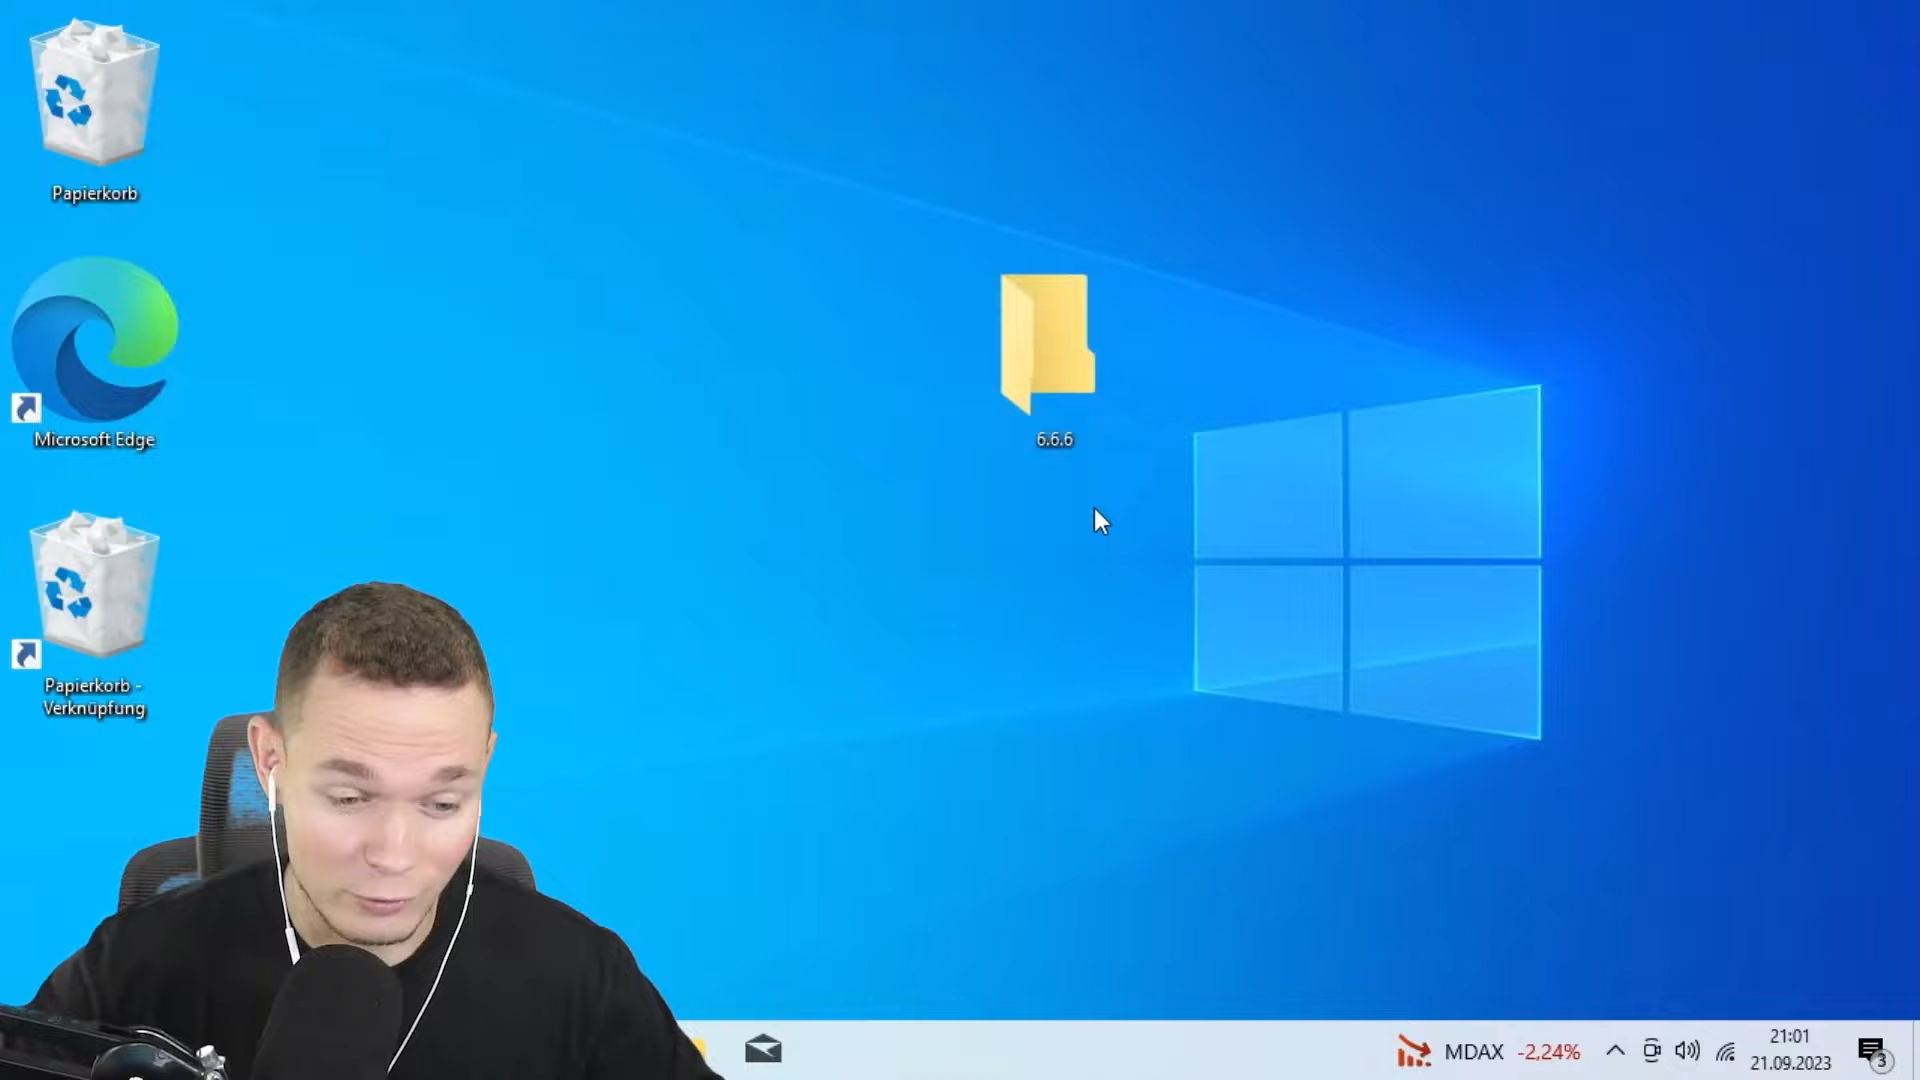 Papierkorb
Microsoft Edge
6.6.6
Papierkorb -
Verknüpfung
MDAX -2,24%
21:01
21.09.2023
3